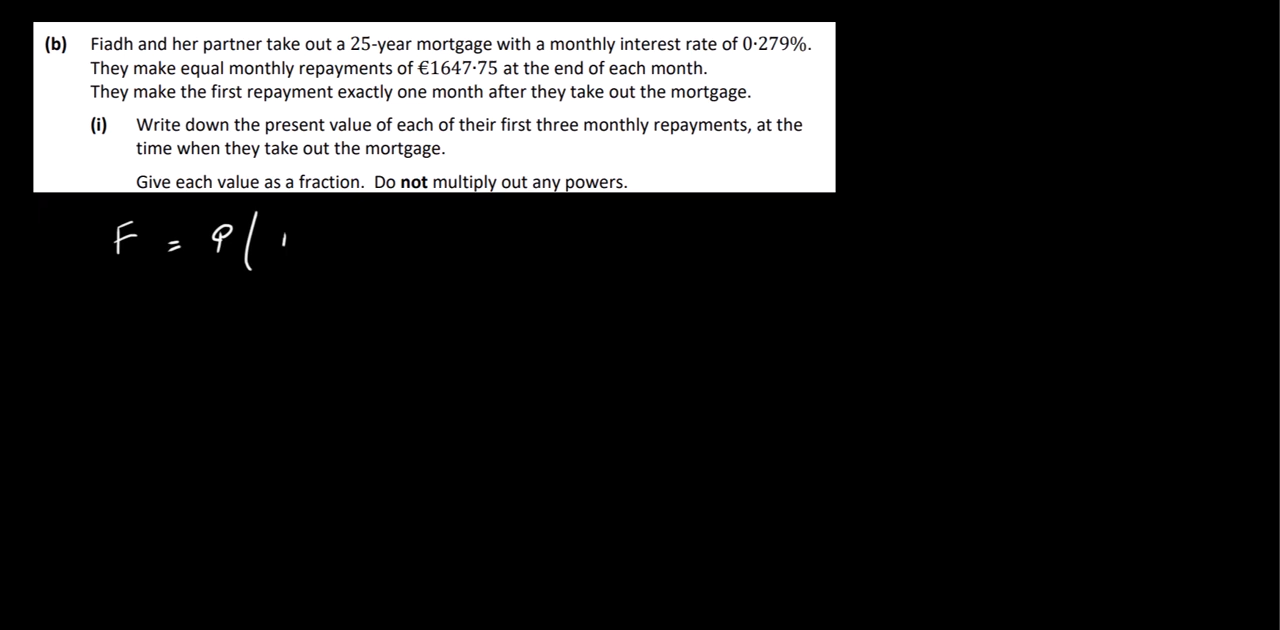 (b) Fiadh and her partner take out a 25-year mortgage with a monthly interest rate of 0·279%.
They make equal monthly repayments of €1647·75 at the end of each month.
They make the first repayment exactly one month after they take out the mortgage.
(i) Write down the present value of each of their first three monthly repayments, at the
time when they take out the mortgage.
Give each value as a fraction. Do not multiply out any powers.
F = P( 1